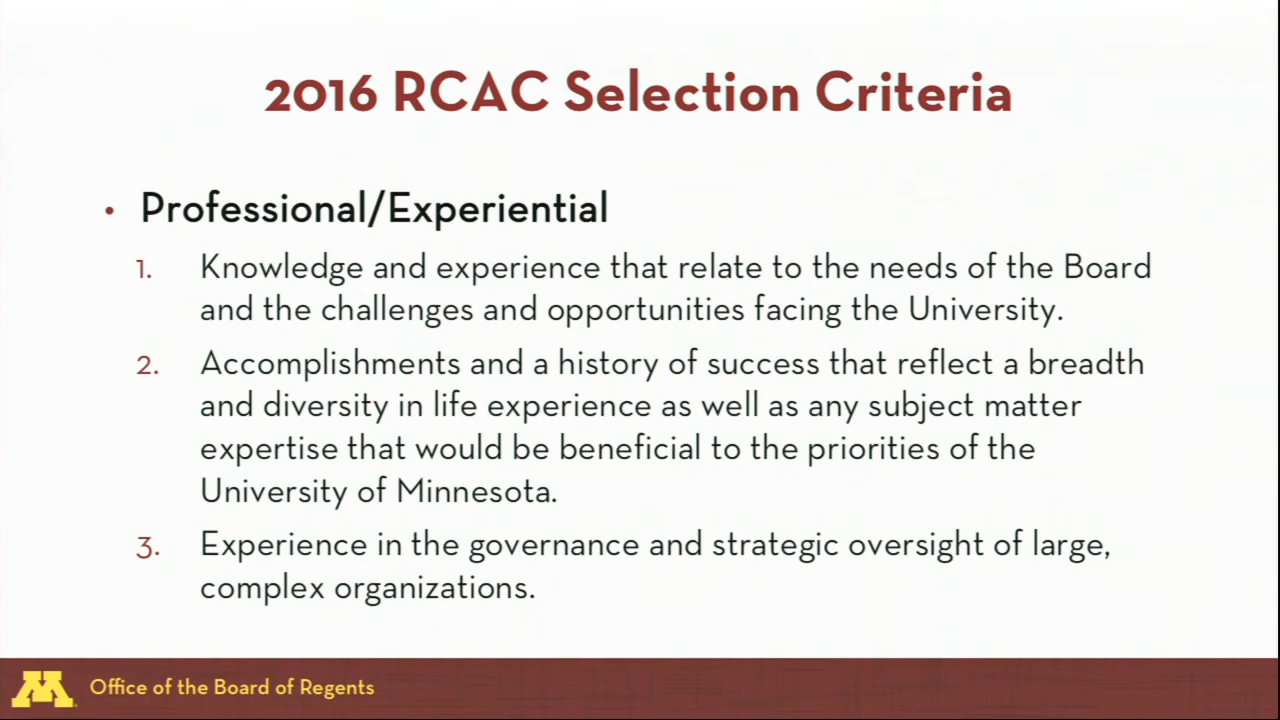 2016 RCAC Selection Criteria
• Professional/Experiential
1. Knowledge and experience that relate to the needs of the Board
and the challenges and opportunities facing the University.
2. Accomplishments and a history of success that reflect a breadth
and diversity in life experience as well as any subject matter
expertise that would be beneficial to the priorities of the
University of Minnesota.
3. Experience in the governance and strategic oversight of large,
complex organizations.
M Office of the Board of Regents